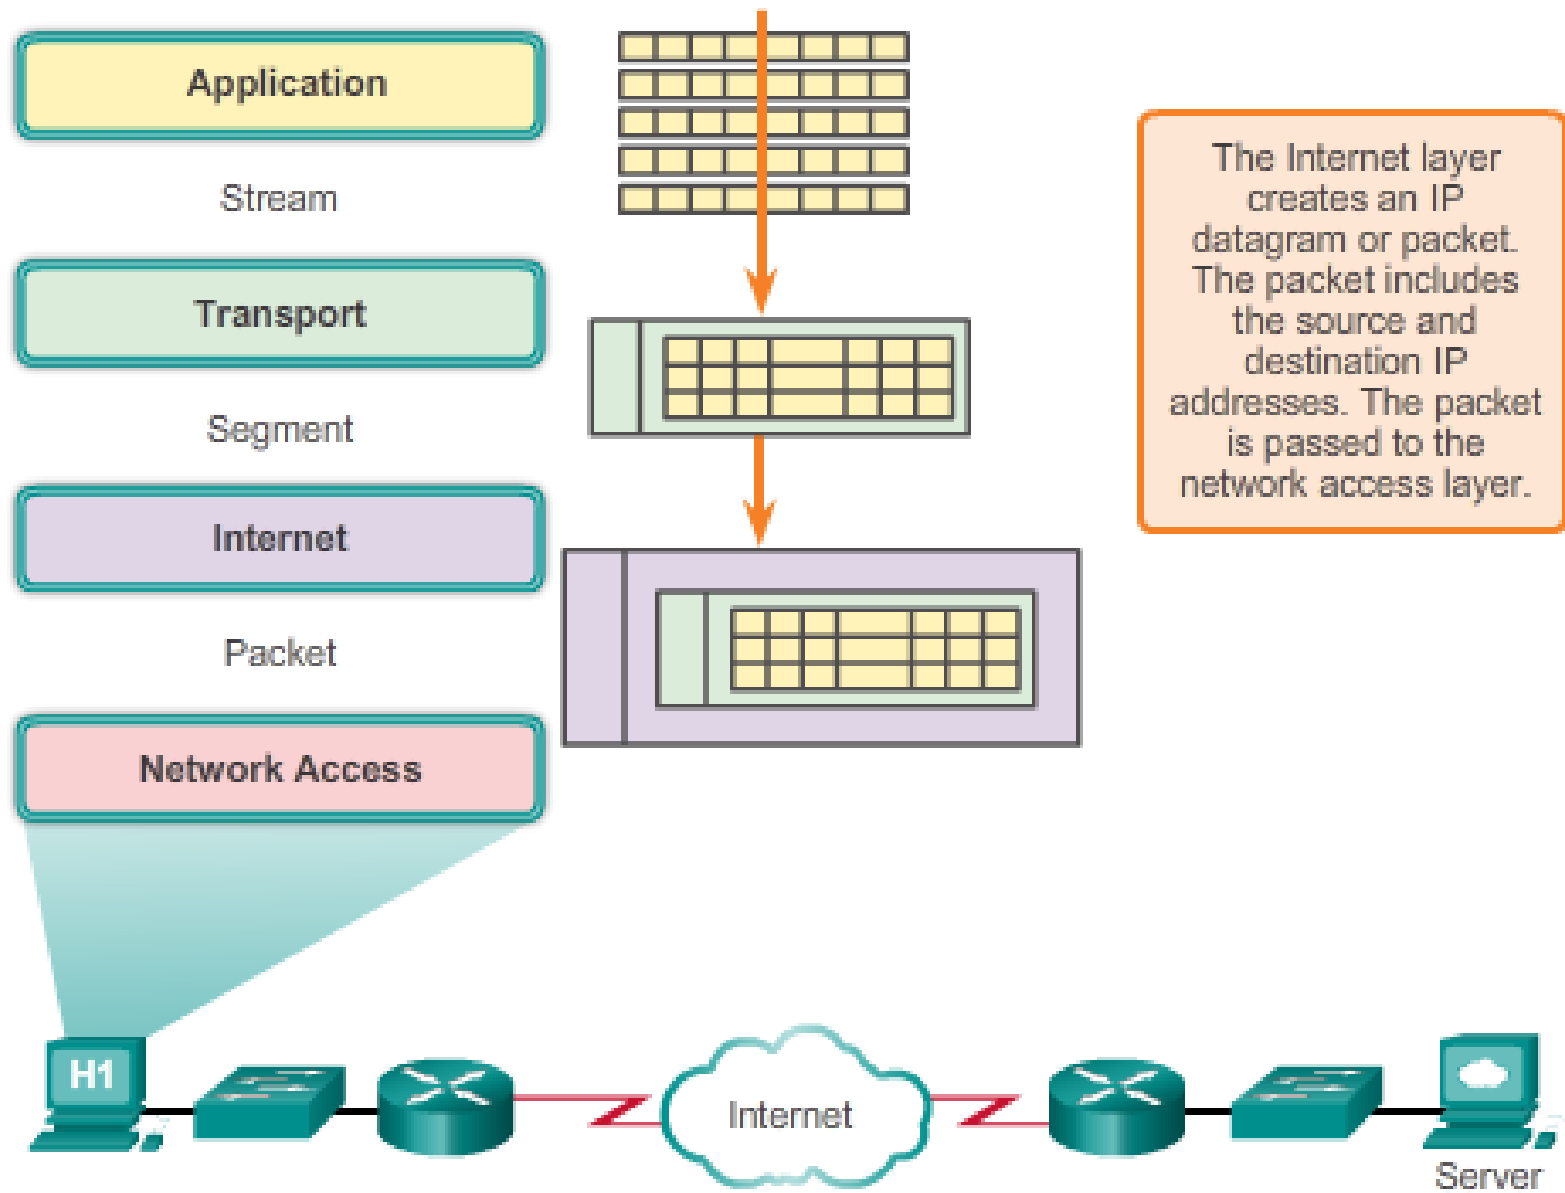 Application
Stream
Transport
Segment
Internet
Packet
Network Access
The Internet layer
creates an IP
datagram or packet.
The packet includes
the source and
destination IP
addresses. The packet
is passed to the
network access layer.
H1
Internet
Server